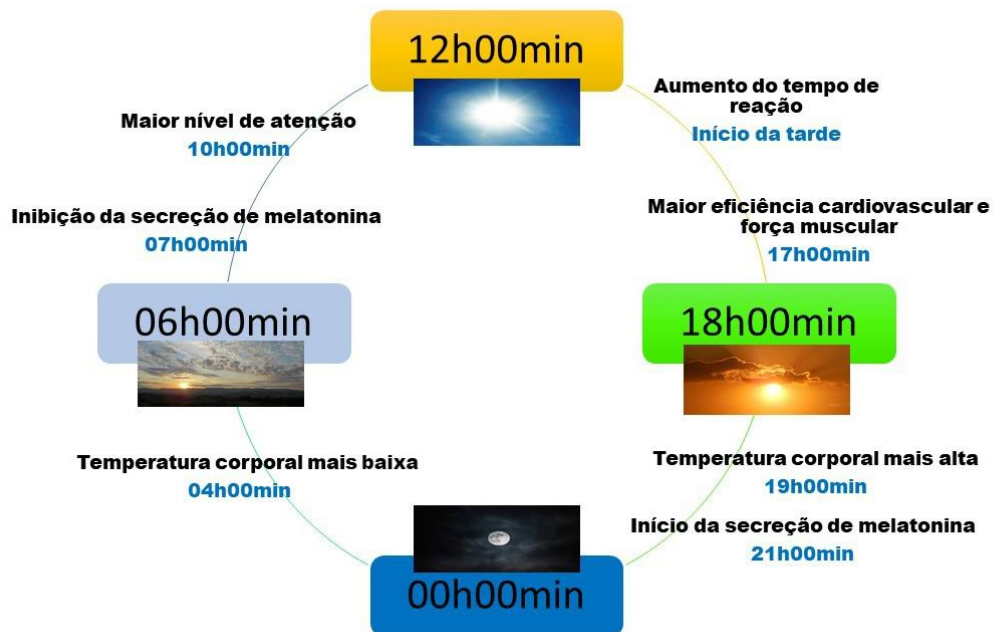 12h00min
Aumento do tempo de
reação
Início da tarde
Maior nível de atenção
10h00min
Inibição da secreção de melatonina
07h00min
Maior eficiência cardiovascular e
força muscular
17h00min
06h00min
18h00min
Temperatura corporal mais baixa
04h00min
Temperatura corporal mais alta
19h00min
Início da secreção de melatonina
21h00min
00h00min